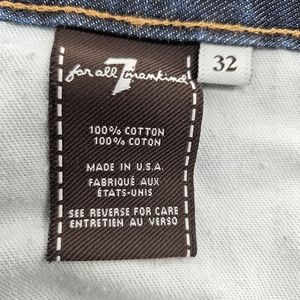 7
for all mankind
32
100% COTTON
100% COTON
MADE IN U.S.A.
FABRIQUÉ AUX
ÉTATS-UNIS
SEE REVERSE FOR CARE
ENTRETIEN AU VERSO